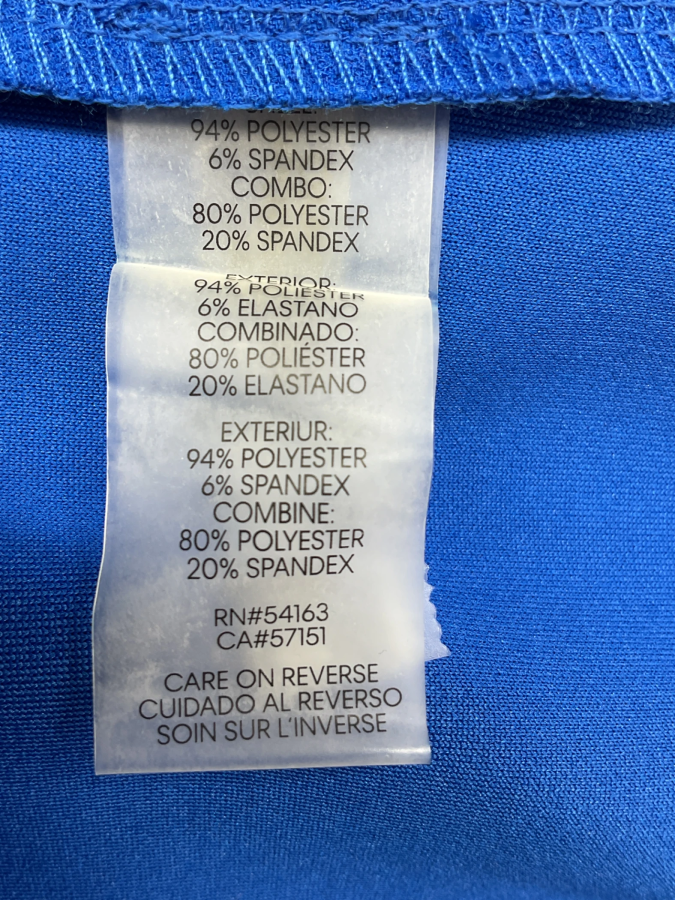 94% POLYESTER
6% SPANDEX
COMBO:
80% POLYESTER
20% SPANDEX
EXTERIOR:
94% POLIESTER
6% ELASTANO
COMBINADO:
80% POLIÉSTER
20% ELASTANO
EXTERIUR:
94% POLYESTER
6% SPANDEX
COMBINE:
80% POLYESTER
20% SPANDEX
RN#54163
CA#57151
CARE ON REVERSE
CUIDADO AL REVERSO
SOIN SUR L'INVERSE